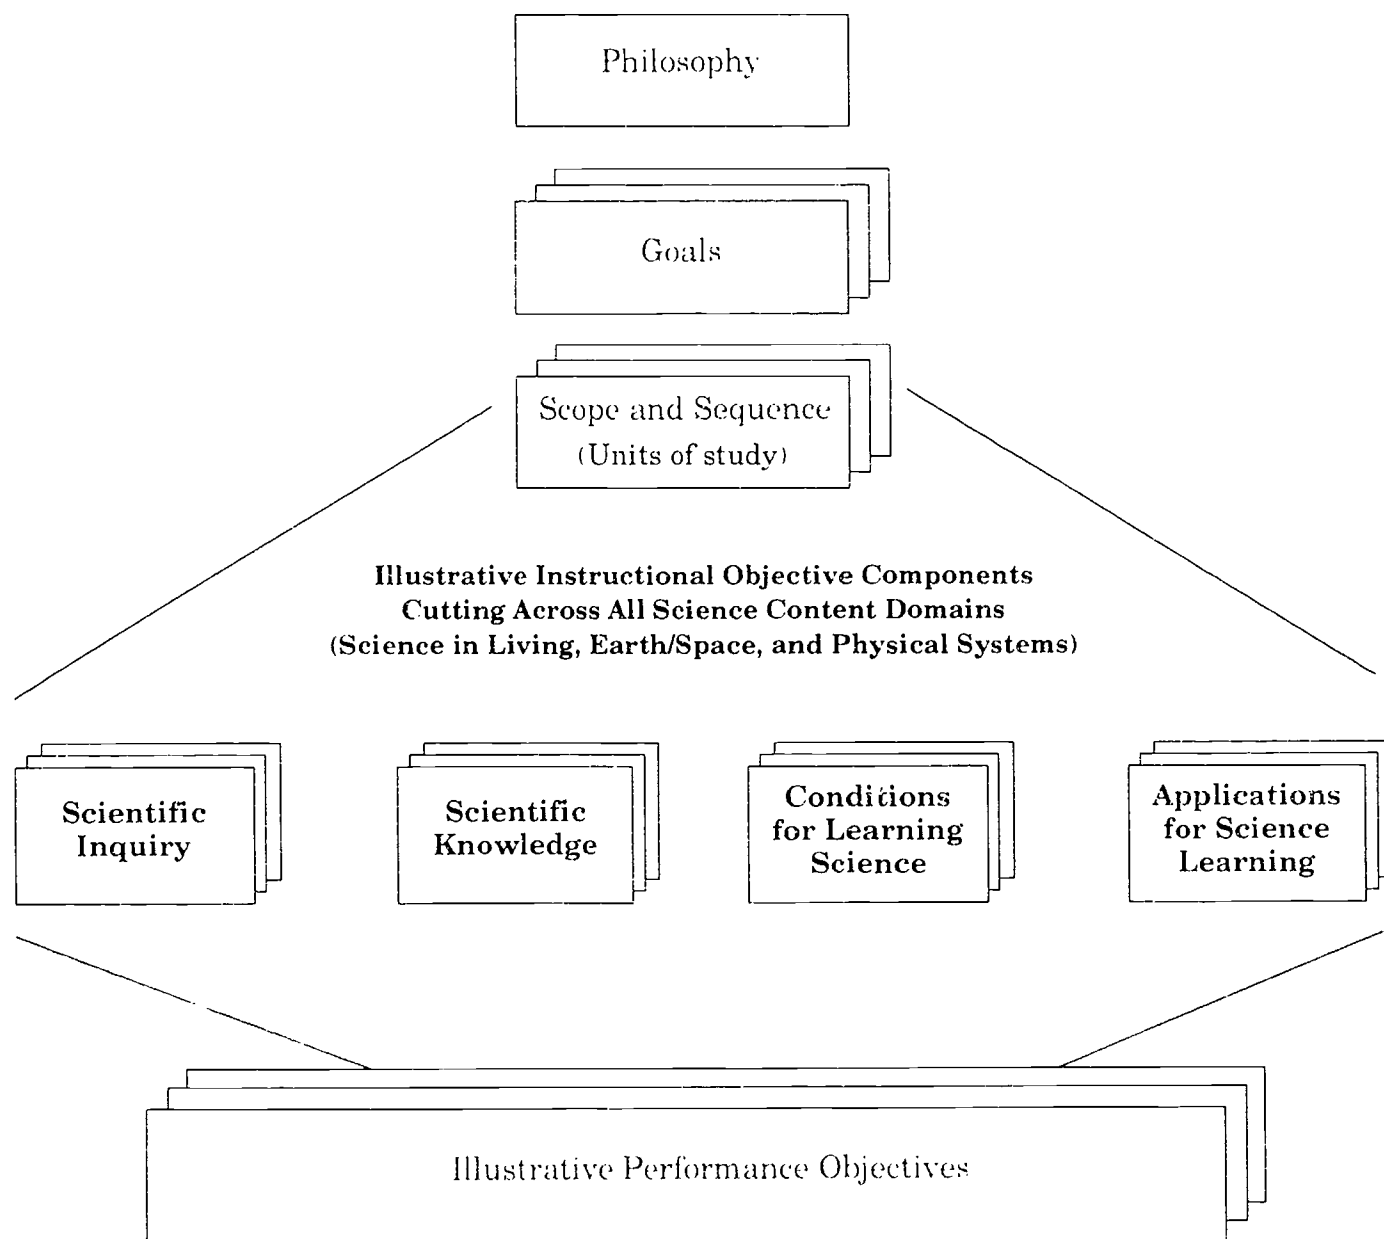 Philosophy
Goals
Scope and Sequence
(Units of study)
Illustrative Instructional Objective Components
Cutting Across All Science Content Domains
(Science in Living, Earth/Space, and Physical Systems)
Scientific
Inquiry
Scientific
Knowledge
Conditions
for Learning
Science
Applications
for Science
Learning
Illustrative Performance Objectives